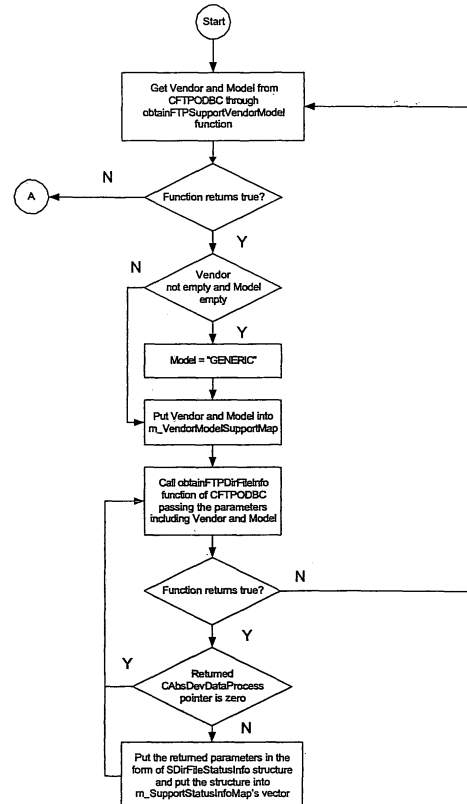 Start
Get Vendor and Model from
CFTPODBC through
obtainFTPSupportVendorModel
function
N
A
Function returns true?
Y
N
Vendor
not empty and Model
empty
Y
Model = "GENERIC"
Put Vendor and Model into
m_VendorModelSupportMap
Call obtainFTPDirFileInfo
function of CFTPODBC
passing the parameters
including Vendor and Model
Function returns true?
N
Y
Y
Returned
CAbsDevDataProcess
pointer is zero
N
Put the returned parameters in the
form of SDirFileStatusInfo structure
and put the structure into
m_SupportStatusInfoMap's vector